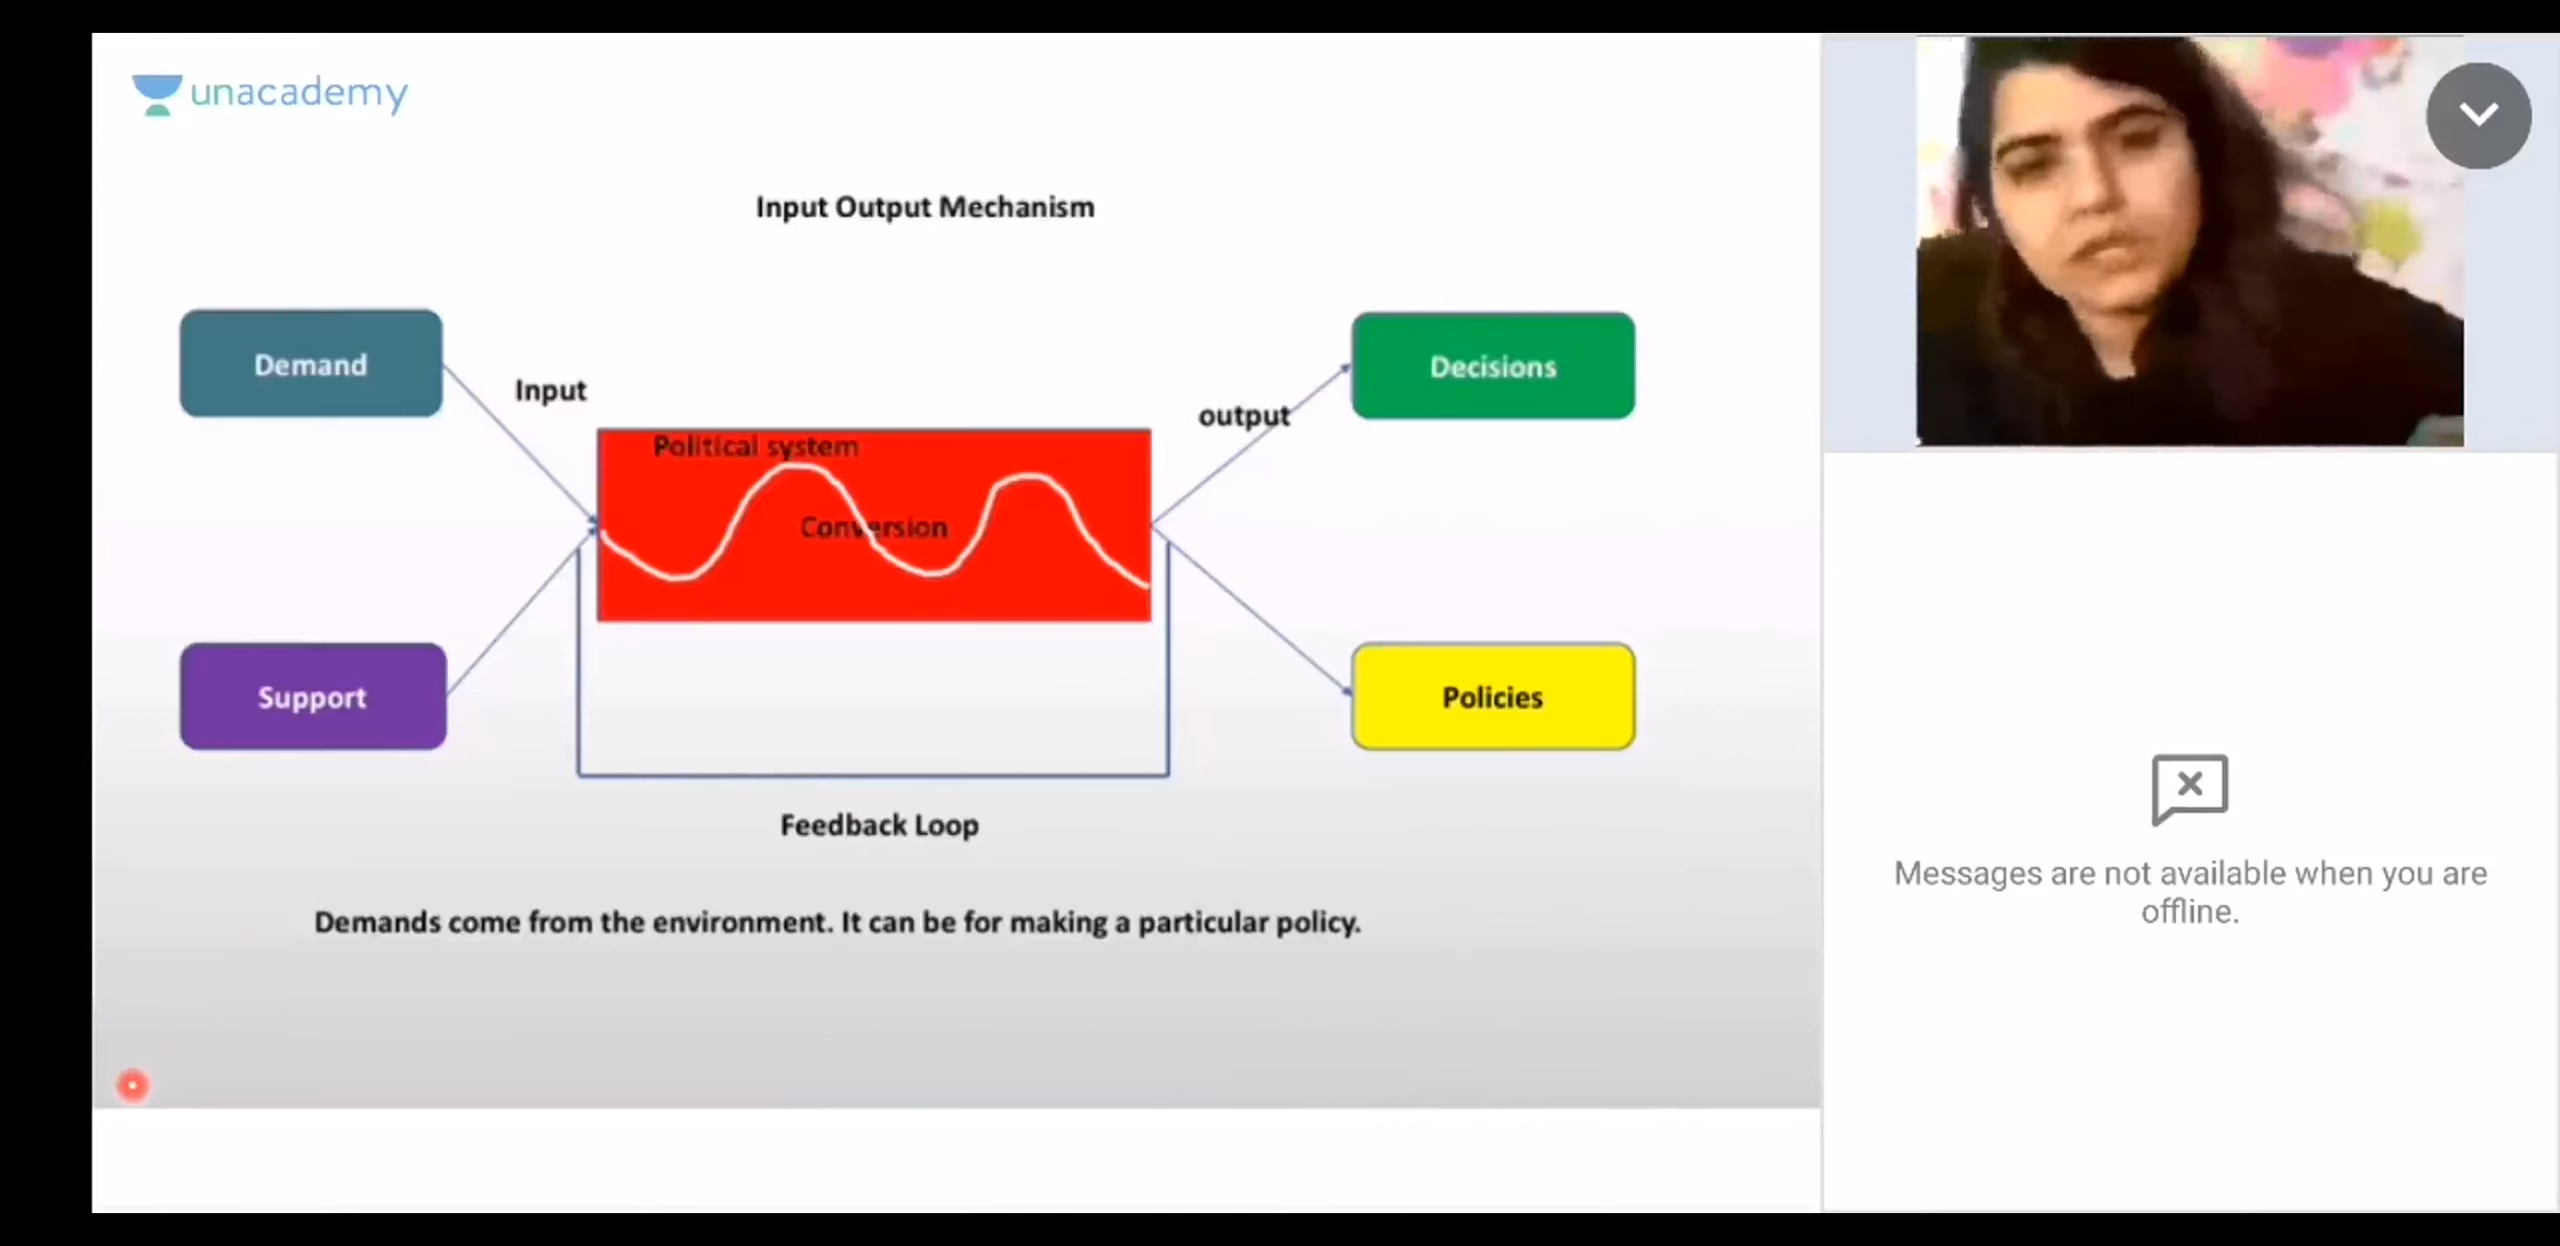 unacademy
Input Output Mechanism
Demand
Input
Decisions
output
Political system
Conversion
Support
Policies
Feedback Loop
Demands come from the environment. It can be for making a particular policy.
Messages are not available when you are
offline.